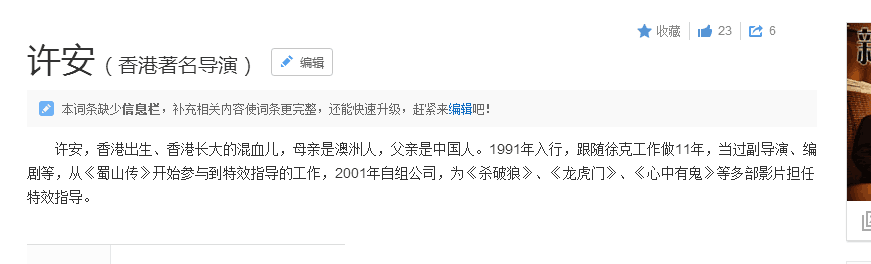 收藏 23 6
许安（香港著名导演） 编辑
本词条缺少信息栏，补充相关内容使词条更完整，还能快速升级，赶紧来编辑吧！
许安，香港出生、香港长大的混血儿，母亲是澳洲人，父亲是中国人。1991年入行，跟随徐克工作做11年，当过副导演、编
剧等，从《蜀山传》开始参与到特效指导的工作，2001年自组公司，为《杀破狼》、《龙虎门》、《心中有鬼》等多部影片担任
特效指导。